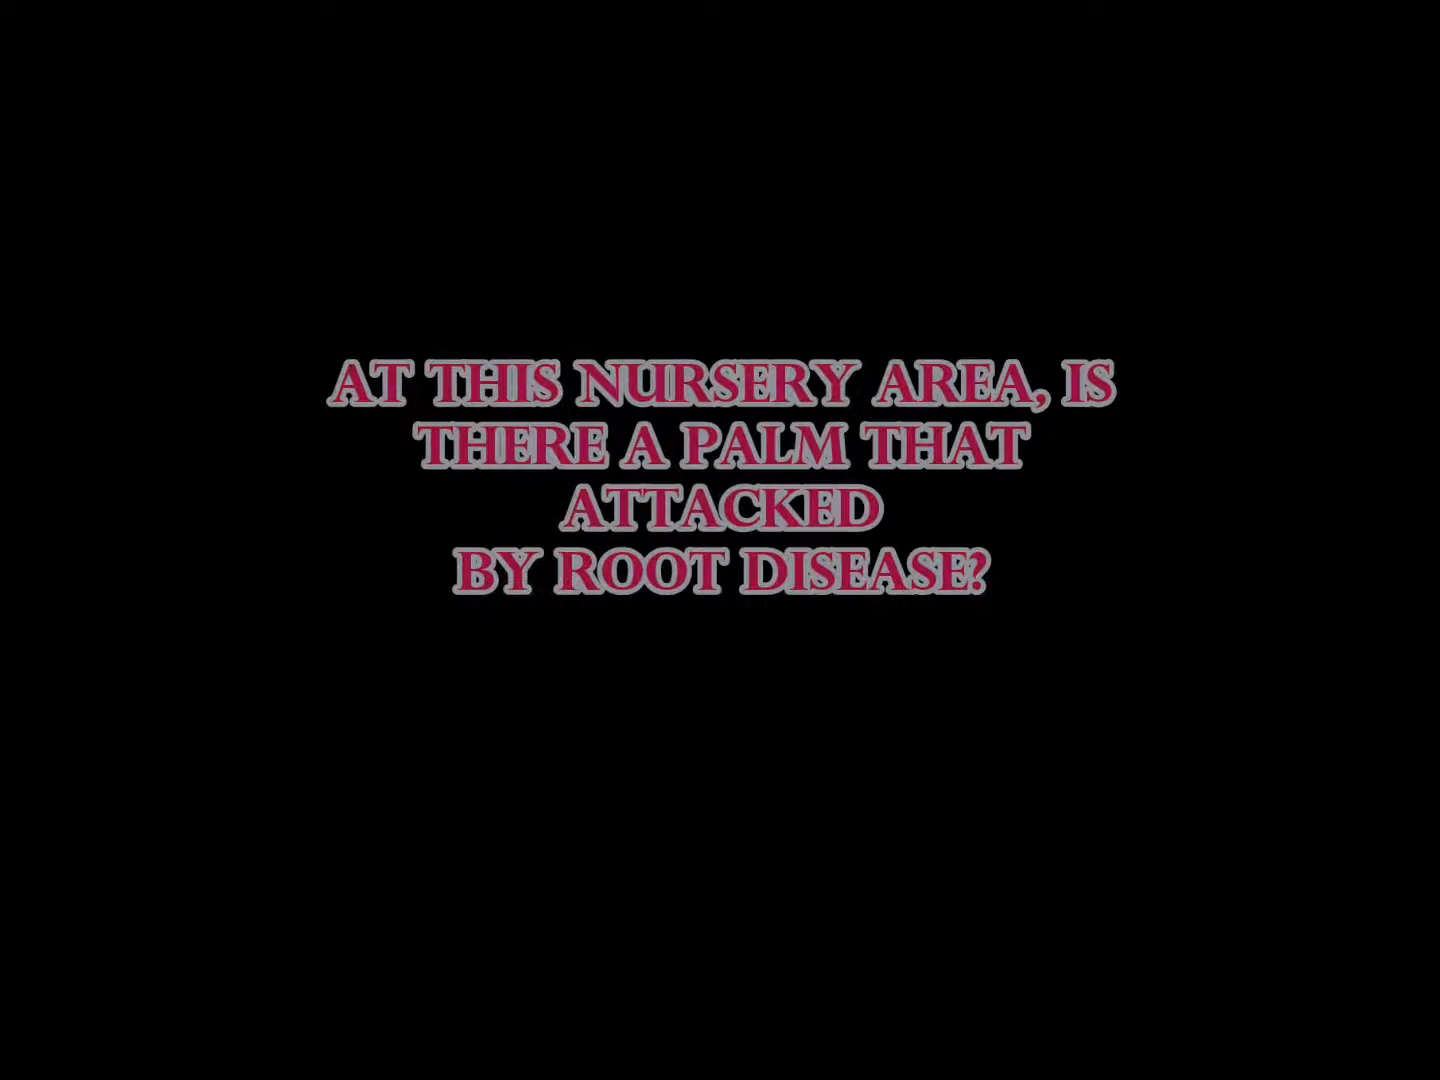 AT THIS NURSERY AREA, IS
THERE A PALM THAT
ATTACKED
BY ROOT DISEASE?